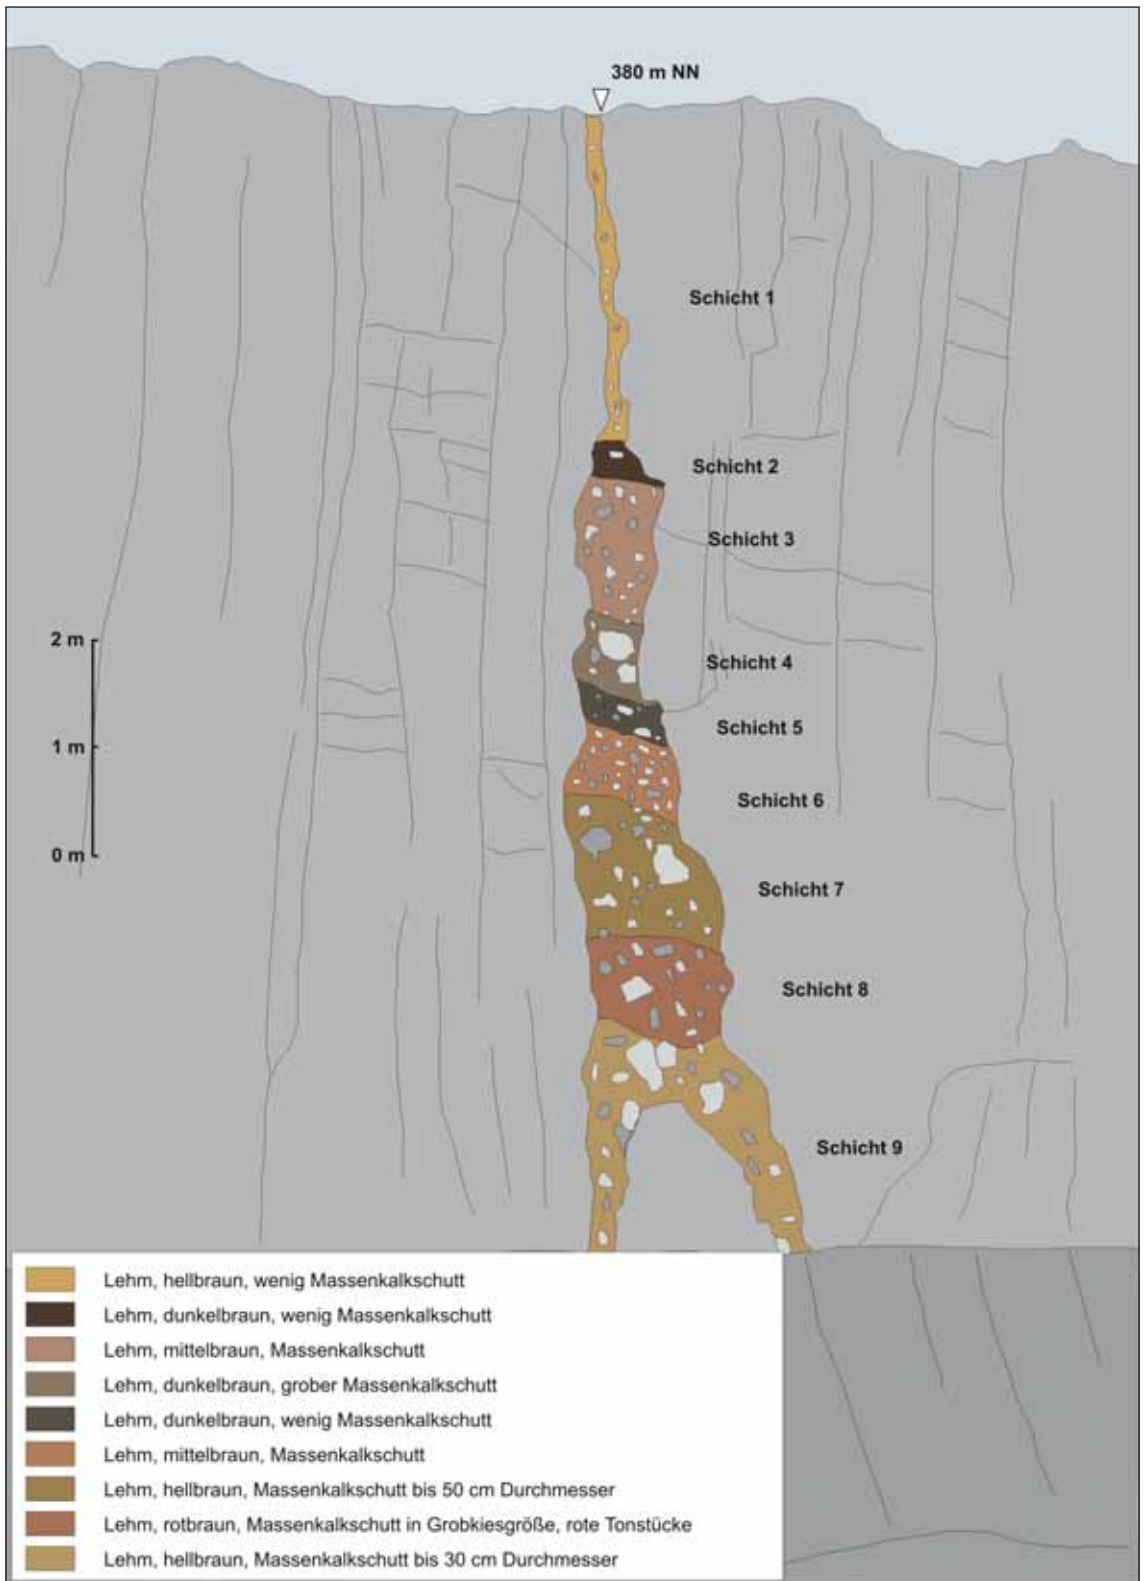 380 m NN
Schicht 1
Schicht 2
Schicht 3
2 m
Schicht 4
Schicht 5
1 m
Schicht 6
0 m
Schicht 7
Schicht 8
Schicht 9
Lehm, hellbraun, wenig Massenkalkschutt
Lehm, dunkelbraun, wenig Massenkalkschutt
Lehm, mittelbraun, Massenkalkschutt
Lehm, dunkelbraun, grober Massenkalkschutt
Lehm, dunkelbraun, wenig Massenkalkschutt
Lehm, mittelbraun, Massenkalkschutt
Lehm, hellbraun, Massenkalkschutt bis 50 cm Durchmesser
Lehm, rotbraun, Massenkalkschutt in Grobkiesgröße, rote Tonstücke
Lehm, hellbraun, Massenkalkschutt bis 30 cm Durchmesser